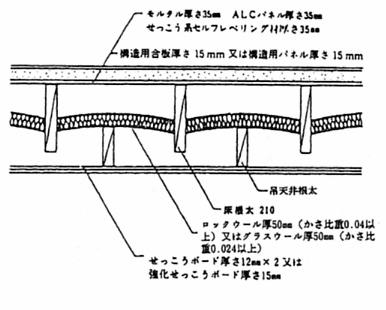 モルタル厚さ35mm ALCパネル厚さ35mm
せっこう系セルフレベリング材厚さ35mm
構造用合板厚さ15mm又は構造用パネル厚さ15mm
吊天井根太
床根太 210
ロックウール厚50mm（かさ比重0.04以
上）又はグラスウール厚50mm（かさ比
重0.024以上）
せっこうボード厚さ12mm×2又は
強化せっこうボード厚さ15mm